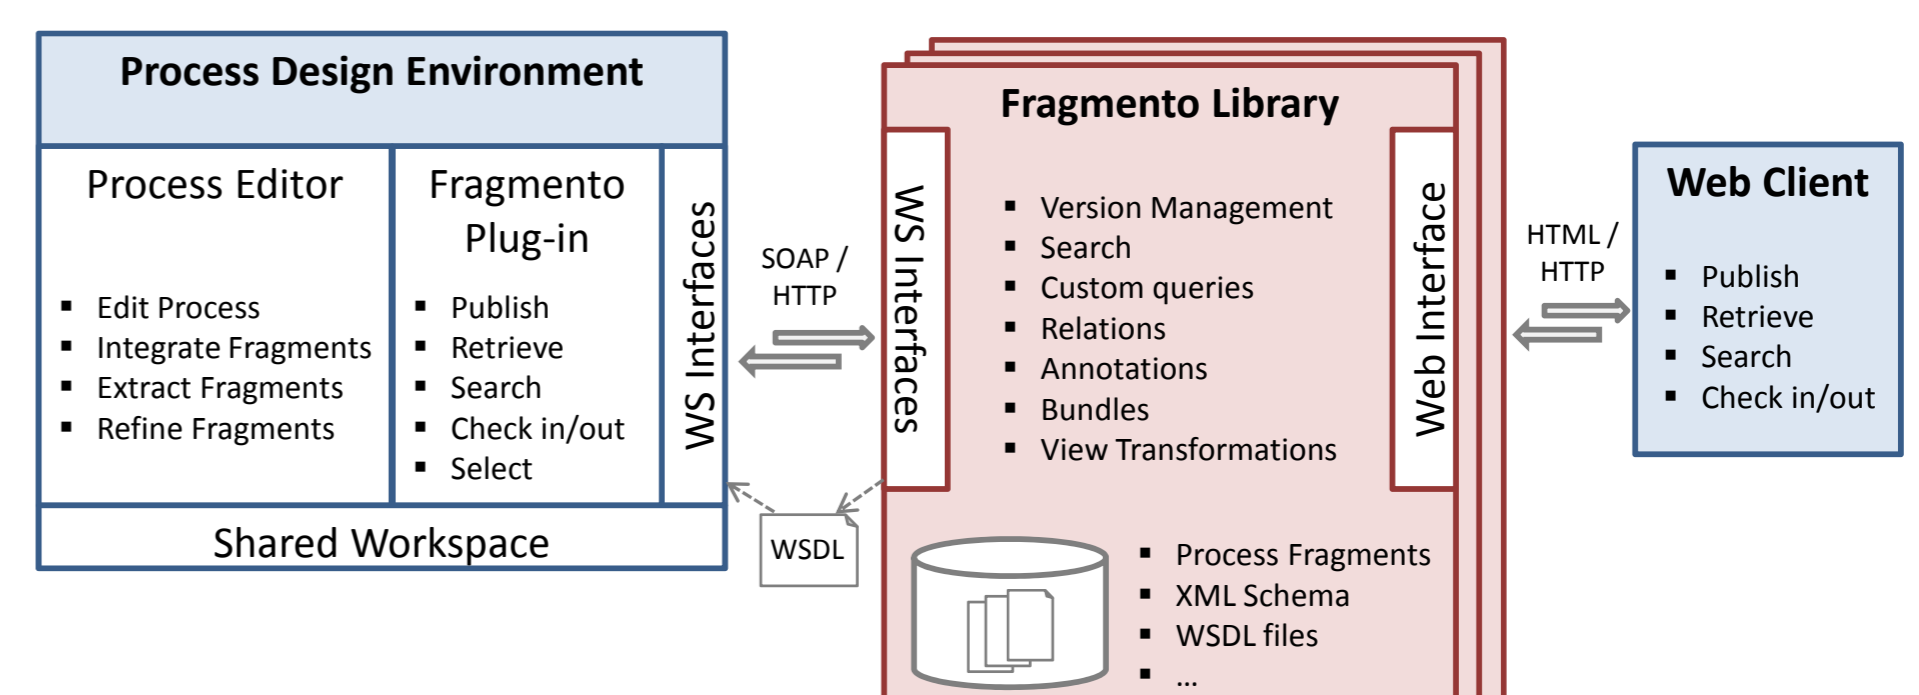 Process Design Environment
Process Editor
▪ Edit Process
▪ Integrate Fragments
▪ Extract Fragments
▪ Refine Fragments
Fragmento
Plug-in
▪ Publish
▪ Retrieve
▪ Search
▪ Check in/out
▪ Select
WS Interfaces
Shared Workspace
SOAP /
HTTP
WSDL
Fragmento Library
WS Interfaces
▪ Version Management
▪ Search
▪ Custom queries
▪ Relations
▪ Annotations
▪ Bundles
▪ View Transformations
Web Interface
▪ Process Fragments
▪ XML Schema
▪ WSDL files
▪ ...
HTML /
HTTP
Web Client
▪ Publish
▪ Retrieve
▪ Search
▪ Check in/out